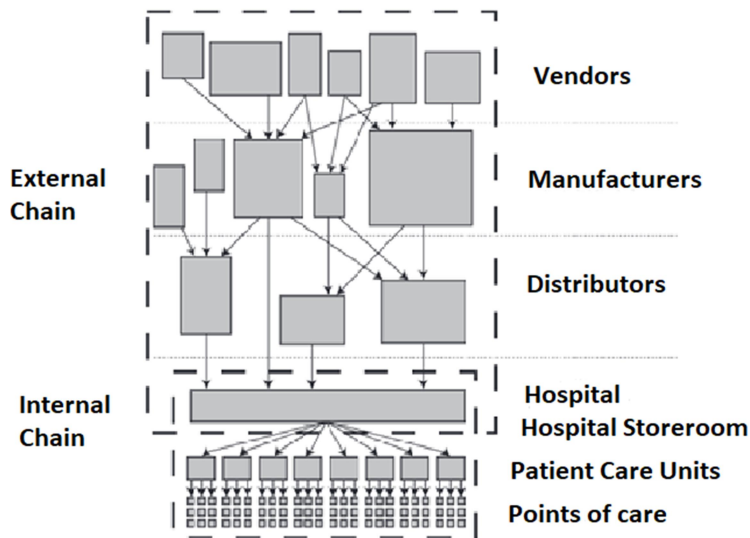 Vendors
External
Chain
Manufacturers
Distributors
Internal
Chain
Hospital
Hospital Storeroom
Patient Care Units
Points of care